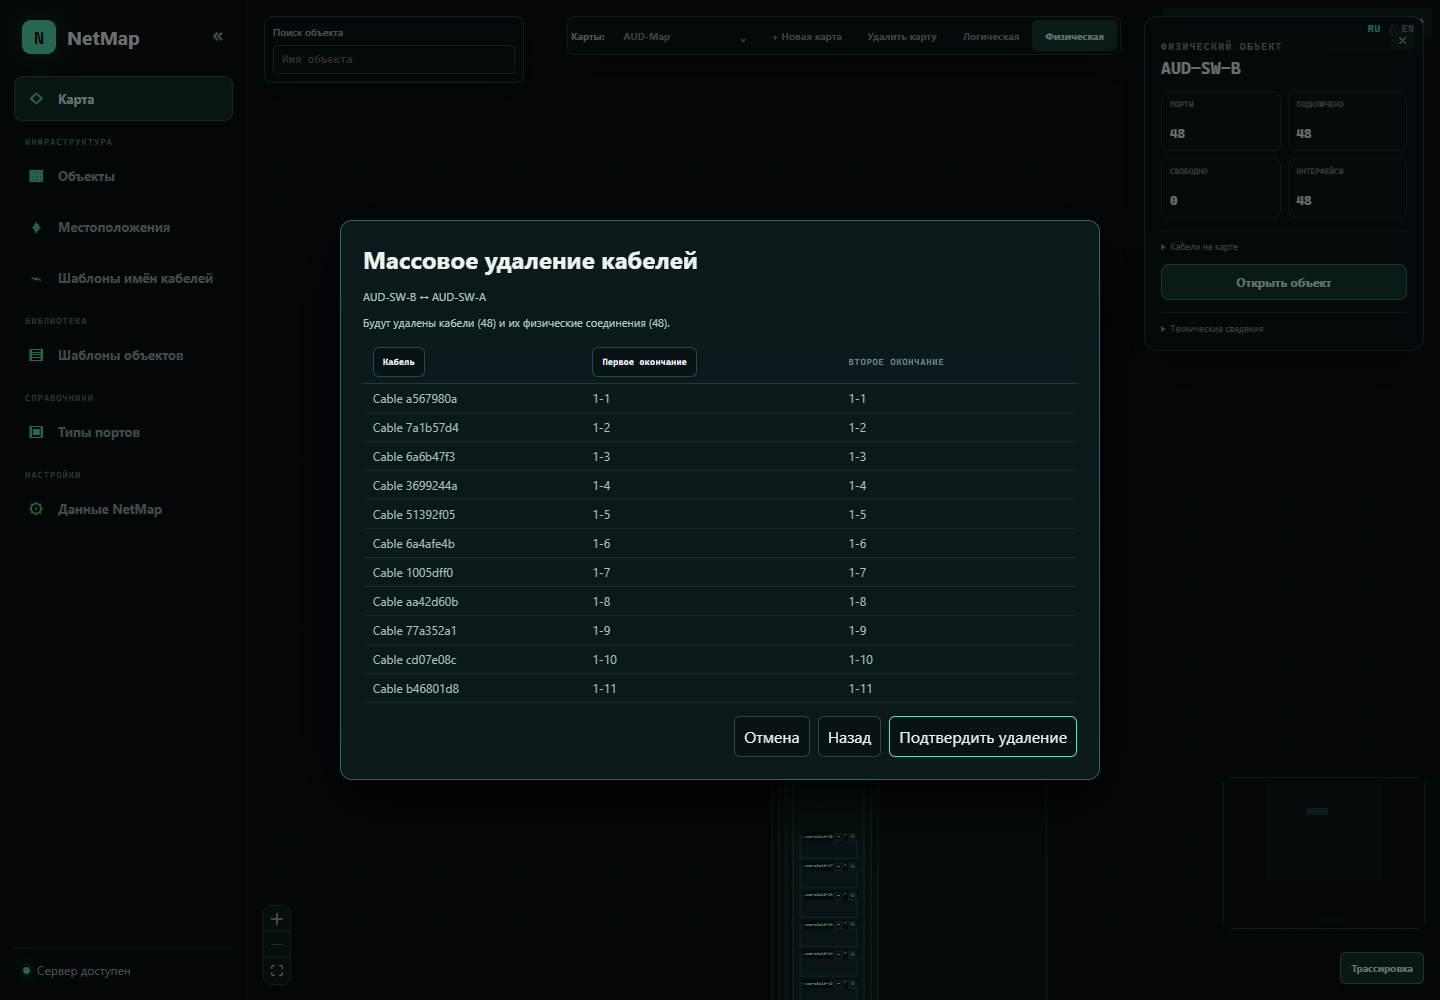 N NetMap «
Карта
ИНФРАСТРУКТУРА
Объекты
Местоположения
Шаблоны имён кабелей
БИБЛИОТЕКА
Шаблоны объектов
СПРАВОЧНИКИ
Типы портов
НАСТРОЙКИ
Данные NetMap
Сервер доступен
Поиск объекта
Имя объекта
Карты: AUD-Map + Новая карта Удалить карту Логическая Физическая
RU / EN
ФИЗИЧЕСКИЙ ОБЪЕКТ
AUD-SW-B
ПОРТЫ
48
ПОДКЛЮЧЕНО
48
СВОБОДНО
0
ИНТЕРФЕЙСЫ
48
Кабели на карте
Открыть объект
Технические сведения
Массовое удаление кабелей
AUD-SW-B ↔ AUD-SW-A
Будут удалены кабели (48) и их физические соединения (48).
Кабель Первое окончание ВТОРОЕ ОКОНЧАНИЕ
Cable a567980a 1-1 1-1
Cable 7a1b57d4 1-2 1-2
Cable 6a6b47f3 1-3 1-3
Cable 3699244a 1-4 1-4
Cable 51392f05 1-5 1-5
Cable 6a4afe4b 1-6 1-6
Cable 1005dff0 1-7 1-7
Cable aa42d60b 1-8 1-8
Cable 77a352a1 1-9 1-9
Cable cd07e08c 1-10 1-10
Cable b46801d8 1-11 1-11
Отмена Назад Подтвердить удаление
Трассировка